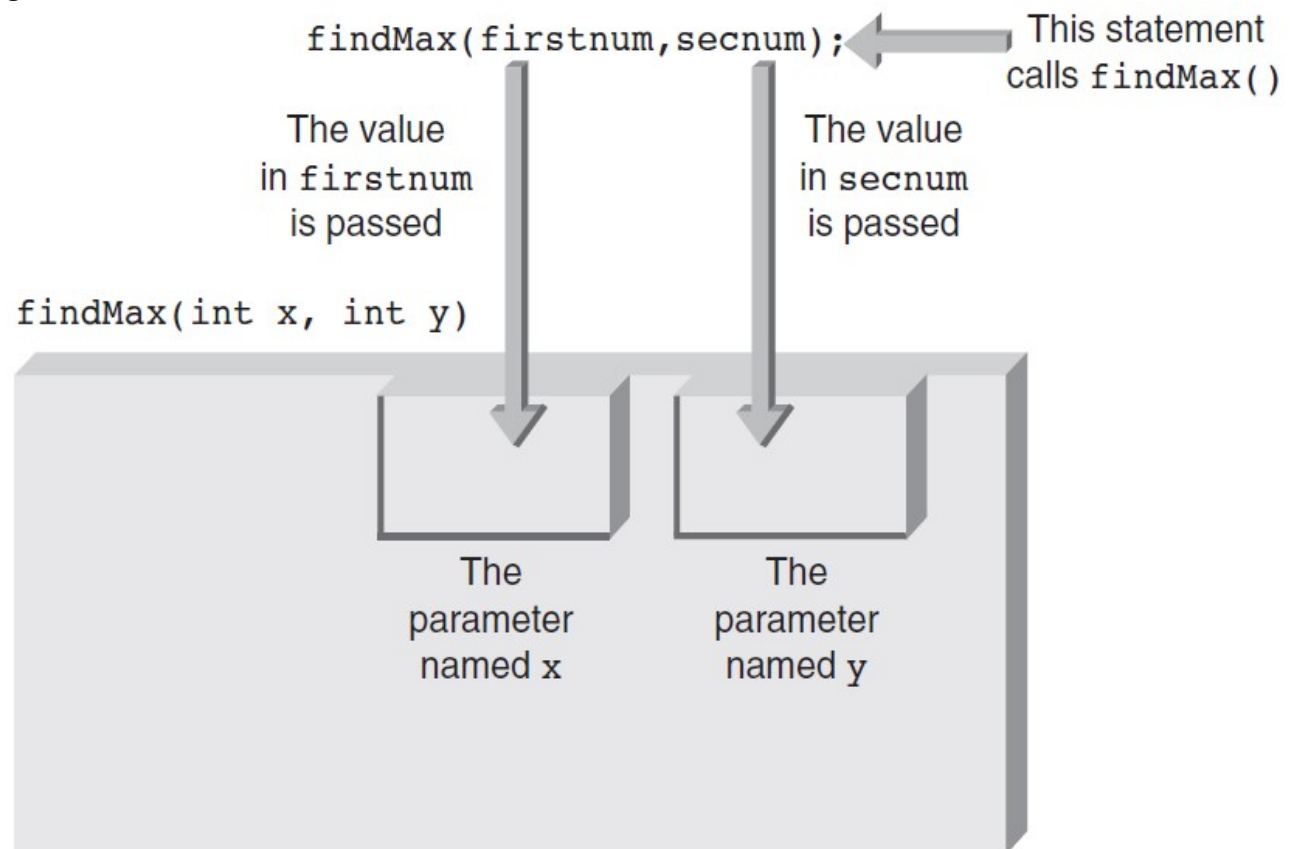 findMax(firstnum,secnum);
This statement
calls findMax()
The value
in firstnum
is passed
The value
in secnum
is passed
findMax(int x, int y)
The
parameter
named x
The
parameter
named y